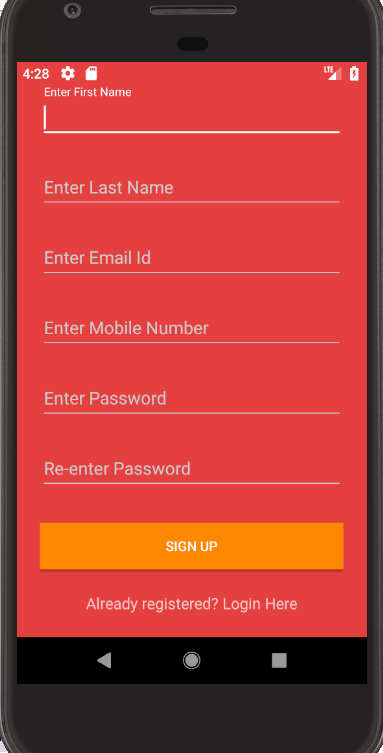 4:28 LTE
Enter First Name
Enter Last Name
Enter Email Id
Enter Mobile Number
Enter Password
Re-enter Password
SIGN UP
Already registered? Login Here